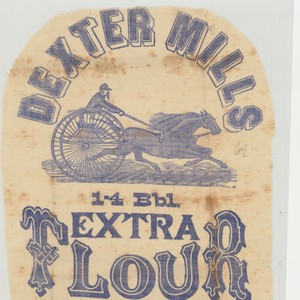 DEXTER MILLS
1-4 Bbl
EXTRA
FLOUR